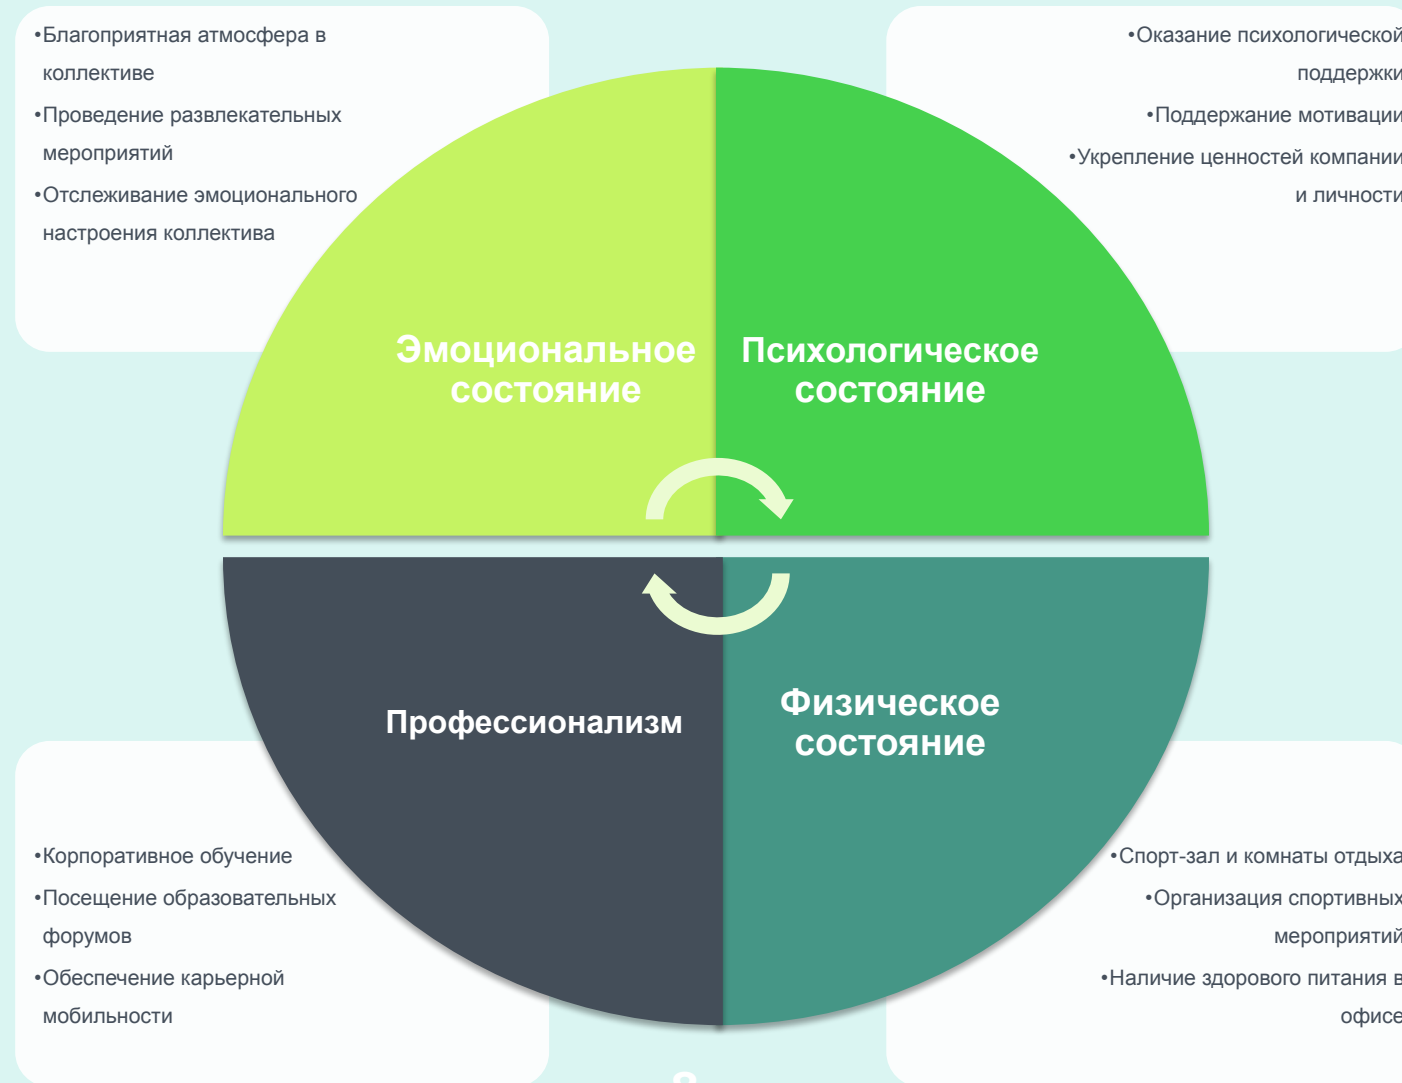 •Благоприятная атмосфера в
коллективе
•Проведение развлекательных
мероприятий
•Отслеживание эмоционального
настроения коллектива
•Оказание психологической
поддержки
•Поддержание мотивации
•Укрепление ценностей компании
и личности
Эмоциональное
состояние
Психологическое
состояние
Профессионализм
Физическое
состояние
•Корпоративное обучение
•Посещение образовательных
форумов
•Обеспечение карьерной
мобильности
•Спорт-зал и комнаты отдыха
•Организация спортивных
мероприятий
•Наличие здорового питания в
офисе